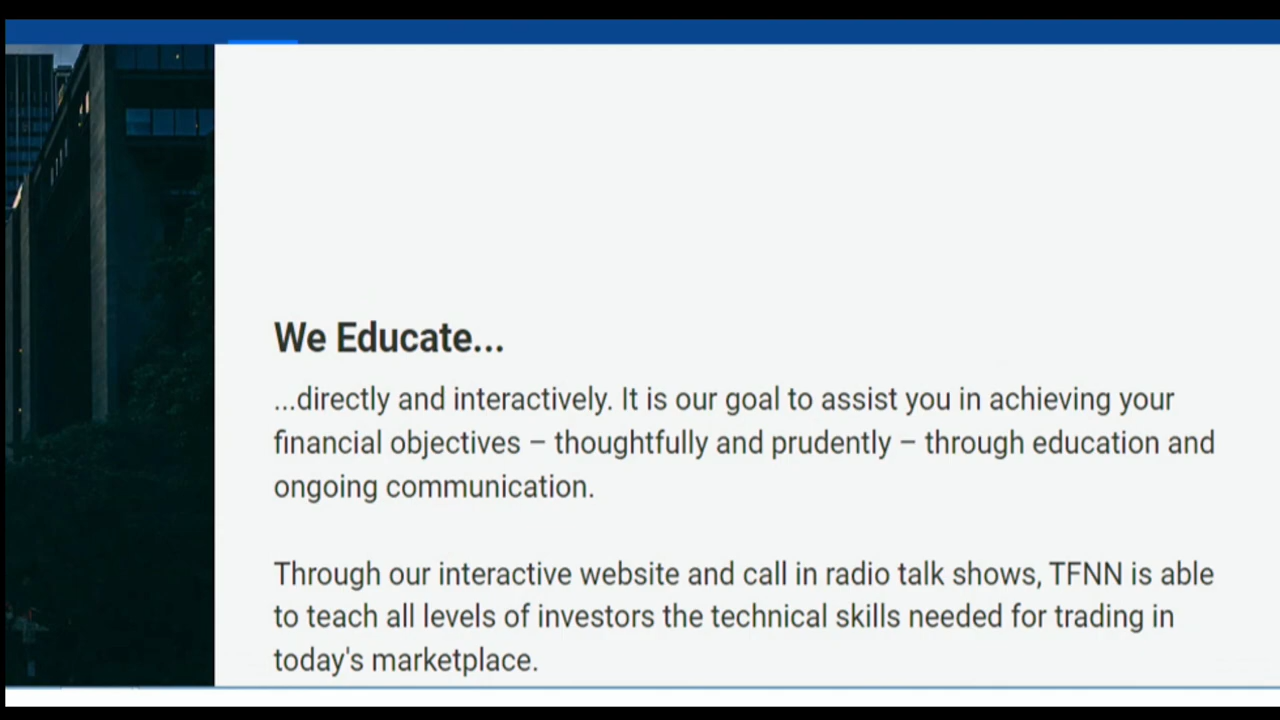 We Educate...
...directly and interactively. It is our goal to assist you in achieving your
financial objectives – thoughtfully and prudently – through education and
ongoing communication.
Through our interactive website and call in radio talk shows, TFNN is able
to teach all levels of investors the technical skills needed for trading in
today's marketplace.